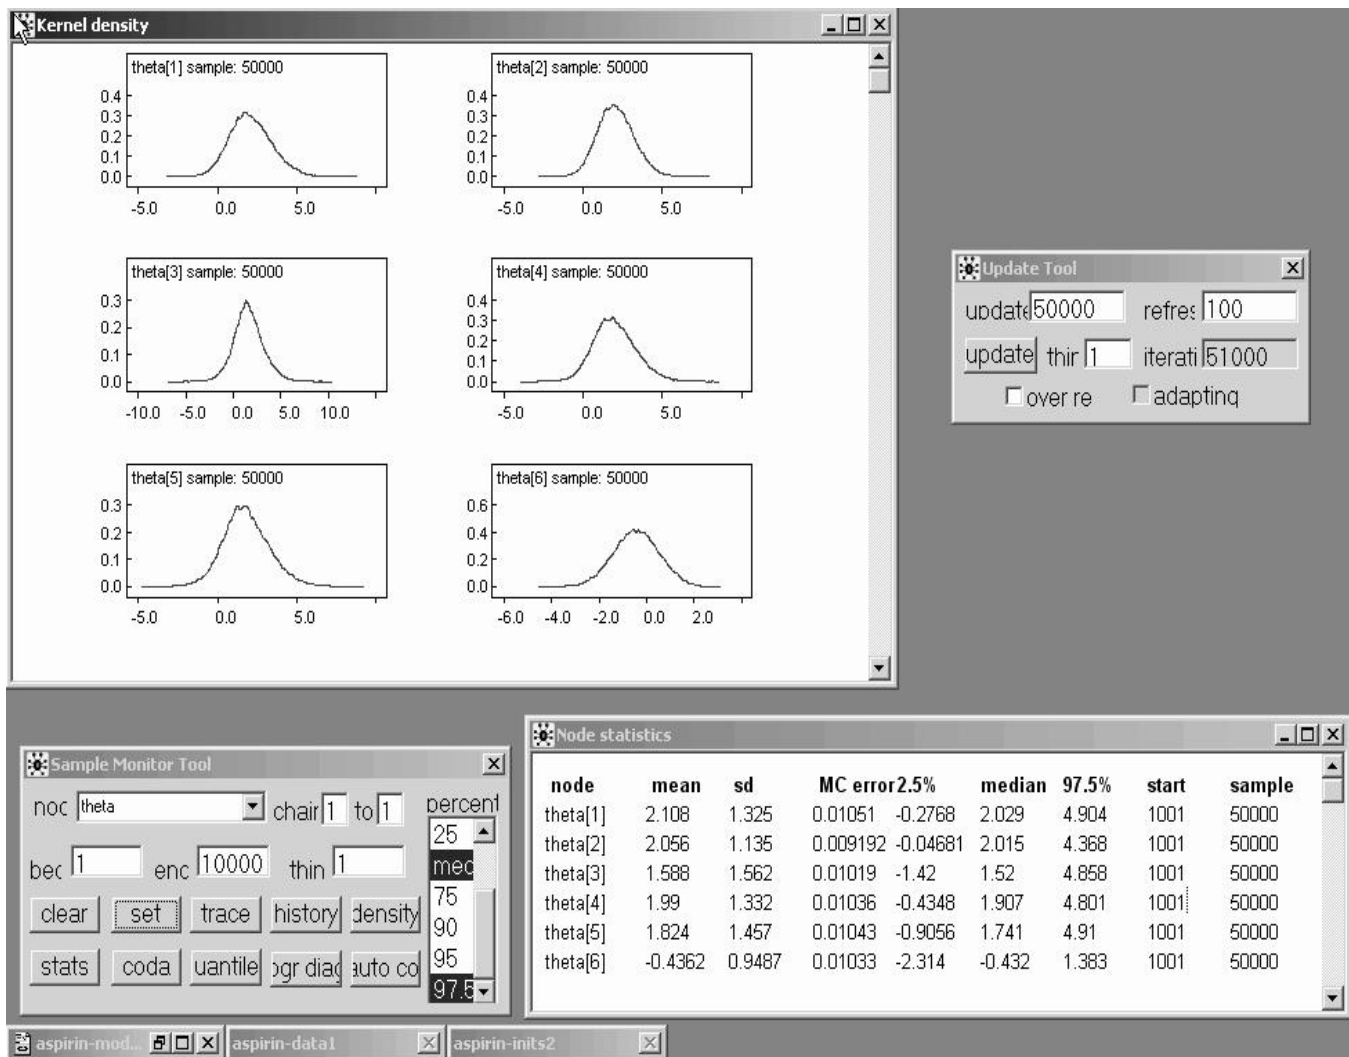 Kernel density
theta[1] sample: 50000
0.4
0.3
0.2
0.1
0.0
-5.0 0.0 5.0
theta[2] sample: 50000
0.4
0.3
0.2
0.1
0.0
-5.0 0.0 5.0
theta[3] sample: 50000
0.3
0.2
0.1
0.0
-10.0 -5.0 0.0 5.0 10.0
theta[4] sample: 50000
0.4
0.3
0.2
0.1
0.0
-5.0 0.0 5.0
theta[5] sample: 50000
0.3
0.2
0.1
0.0
-5.0 0.0 5.0
theta[6] sample: 50000
0.6
0.4
0.2
0.0
-6.0 -4.0 -2.0 0.0 2.0
Update Tool
update 50000 refres 100
update thir 1 iterati 51000
over re adapting
Sample Monitor Tool
noc theta chair 1 to 1 percent
bec 1 enc 10000 thin 1
25
med
75
90
95
97.5
clear set trace history density
stats coda uantile ogr diag auto co
Node statistics
node mean sd MC error 2.5% median 97.5% start sample
theta[1] 2.108 1.325 0.01051 -0.2768 2.029 4.904 1001 50000
theta[2] 2.056 1.135 0.009192 -0.04681 2.015 4.368 1001 50000
theta[3] 1.588 1.562 0.01019 -1.42 1.52 4.858 1001 50000
theta[4] 1.99 1.332 0.01036 -0.4348 1.907 4.801 1001 50000
theta[5] 1.824 1.457 0.01043 -0.9056 1.741 4.91 1001 50000
theta[6] -0.4362 0.9487 0.01033 -2.314 -0.432 1.383 1001 50000
aspirin-mod... aspirin-data1 aspirin-inits2